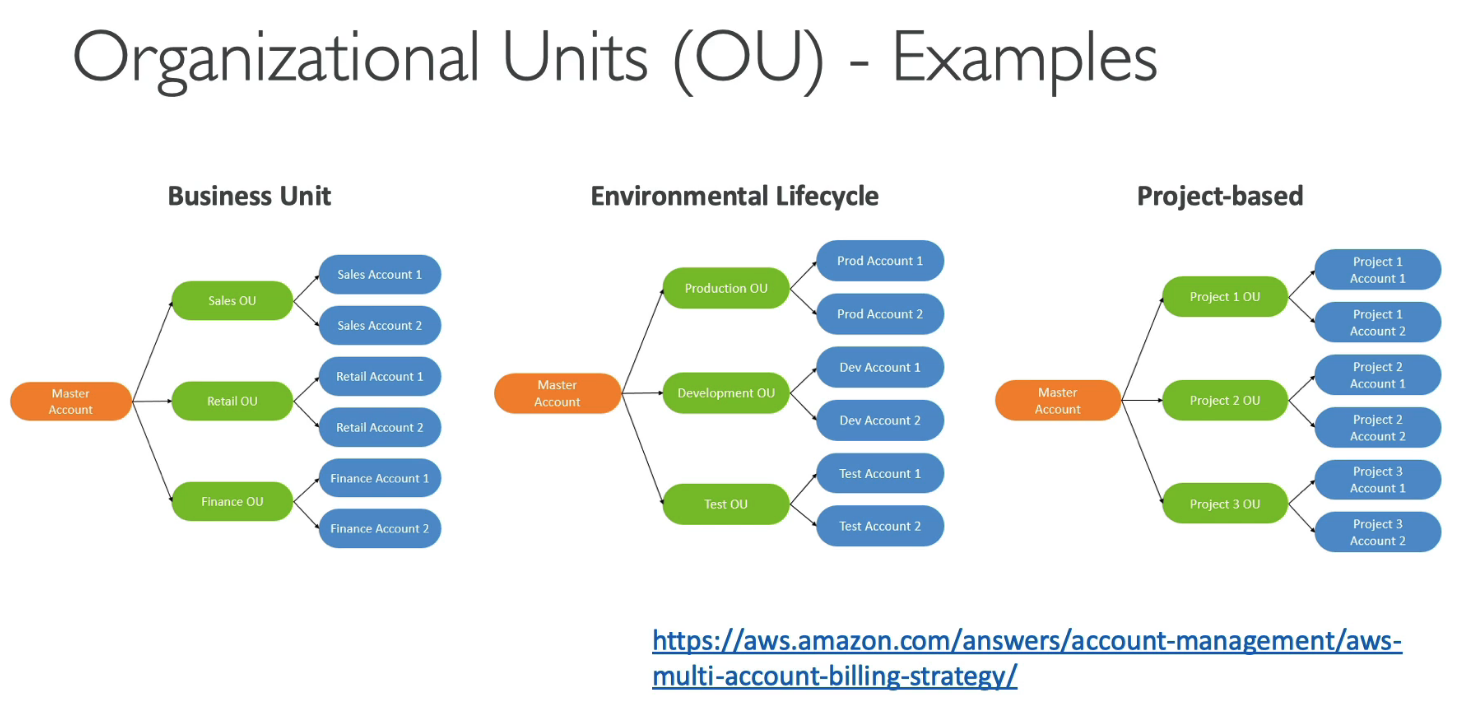 Organizational Units (OU) - Examples
Business Unit
Master
Account
Sales OU
Sales Account 1
Sales Account 2
Retail OU
Retail Account 1
Retail Account 2
Finance OU
Finance Account 1
Finance Account 2
Environmental Lifecycle
Master
Account
Production OU
Prod Account 1
Prod Account 2
Development OU
Dev Account 1
Dev Account 2
Test OU
Test Account 1
Test Account 2
Project-based
Master
Account
Project 1 OU
Project 1
Account 1
Project 1
Account 2
Project 2 OU
Project 2
Account 1
Project 2
Account 2
Project 3 OU
Project 3
Account 1
Project 3
Account 2
https://aws.amazon.com/answers/account-management/aws-
multi-account-billing-strategy/